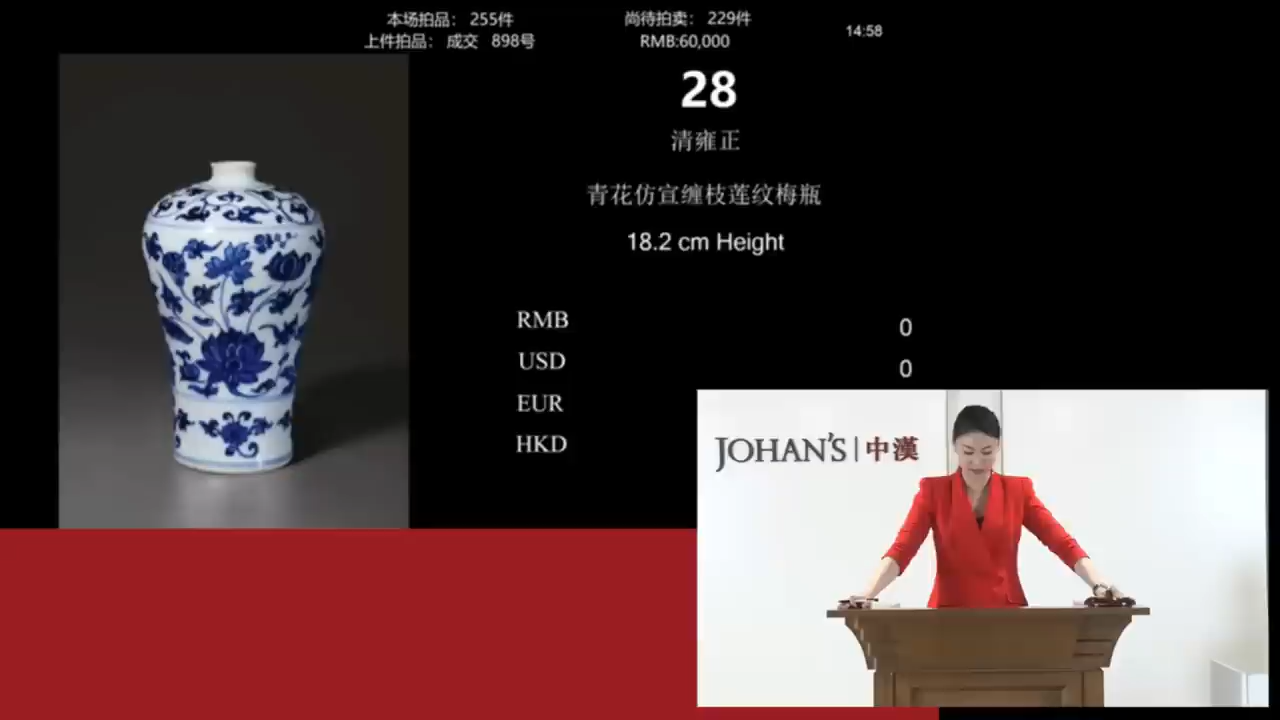 本场拍品： 255件
尚待拍卖： 229件
上件拍品： 成交 898号
RMB:60,000
14:58
28
清雍正
青花仿宣缠枝莲纹梅瓶
18.2 cm Height
RMB 0
USD 0
EUR
HKD
JOHAN'S | 中漢